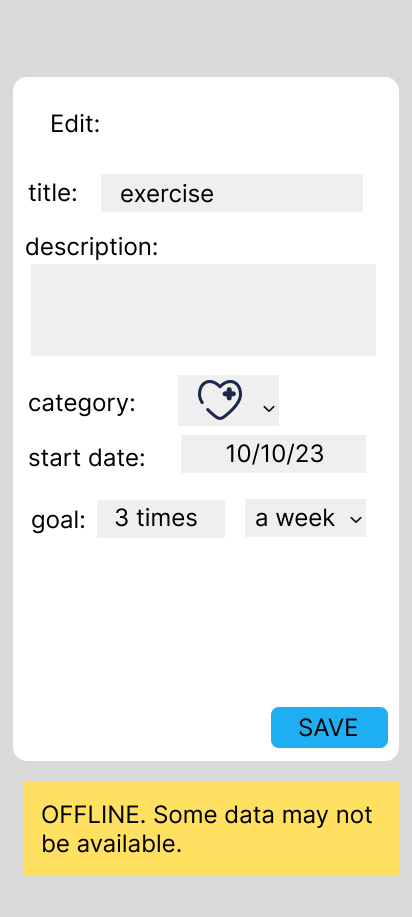 Edit:
title: exercise
description:
category:
start date: 10/10/23
goal: 3 times a week
SAVE
OFFLINE. Some data may not
be available.